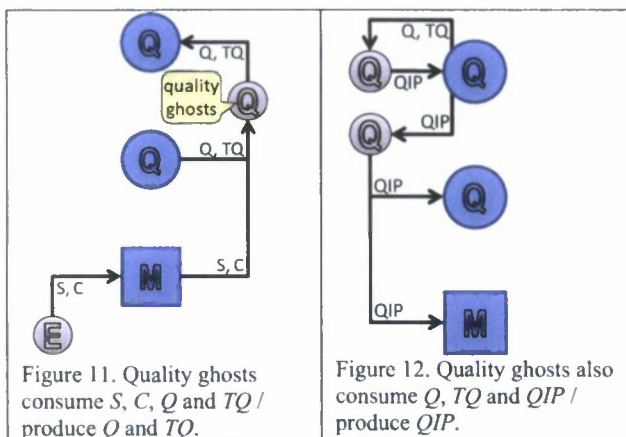 Q
Q, TQ
quality
ghosts
Q
Q
Q, TQ
M
S, C
S, C
E
Figure 11. Quality ghosts
consume S, C, Q and TQ /
produce Q and TQ.
Q, TQ
Q
QIP
Q
Q
QIP
QIP
Q
QIP
M
Figure 12. Quality ghosts also
consume Q, TQ and QIP /
produce QIP.